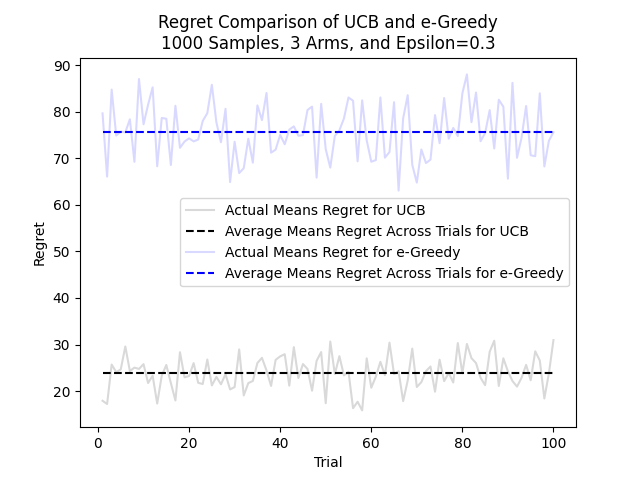 Regret Comparison of UCB and e-Greedy
1000 Samples, 3 Arms, and Epsilon=0.3
90
80
70
60
50
40
30
20
Regret
Actual Means Regret for UCB
Average Means Regret Across Trials for UCB
Actual Means Regret for e-Greedy
Average Means Regret Across Trials for e-Greedy
0 20 40 60 80 100
Trial